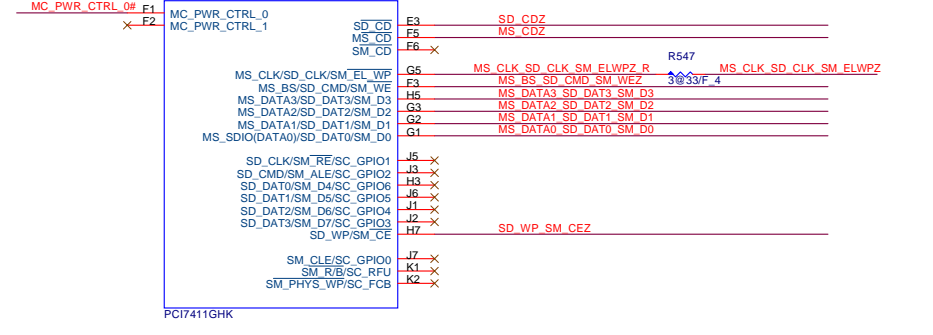 MC_PWR_CTRL_0# F1 MC_PWR_CTRL_0
F2 MC_PWR_CTRL_1
SD_CD E3 SD_CDZ
MS_CD F5 MS_CDZ
SM_CD F6
R547
MS_CLK/SD_CLK/SM_EL_WP G5 MS_CLK_SD_CLK_SM_ELWPZ_R MS_CLK_SD_CLK_SM_ELWPZ
MS_BS/SD_CMD/SM_WE F3 MS_BS_SD_CMD_SM_WEZ 3@33/F_4
MS_DATA3/SD_DAT3/SM_D3 H5 MS_DATA3_SD_DAT3_SM_D3
MS_DATA2/SD_DAT2/SM_D2 G3 MS_DATA2_SD_DAT2_SM_D2
MS_DATA1/SD_DAT1/SM_D1 G2 MS_DATA1_SD_DAT1_SM_D1
MS_SDIO(DATA0)/SD_DAT0/SM_D0 G1 MS_DATA0_SD_DAT0_SM_D0
SD_CLK/SM_RE/SC_GPIO1 J5
SD_CMD/SM_ALE/SC_GPIO2 J3
SD_DAT0/SM_D4/SC_GPIO6 H3
SD_DAT1/SM_D5/SC_GPIO5 J6
SD_DAT2/SM_D6/SC_GPIO4 J1
SD_DAT3/SM_D7/SC_GPIO3 J2
SD_WP/SM_CE H7 SD_WP_SM_CEZ
SM_CLE/SC_GPIO0 J7
SM_R/B/SC_RFU K1
SM_PHYS_WP/SC_FCB K2
PCI7411GHK